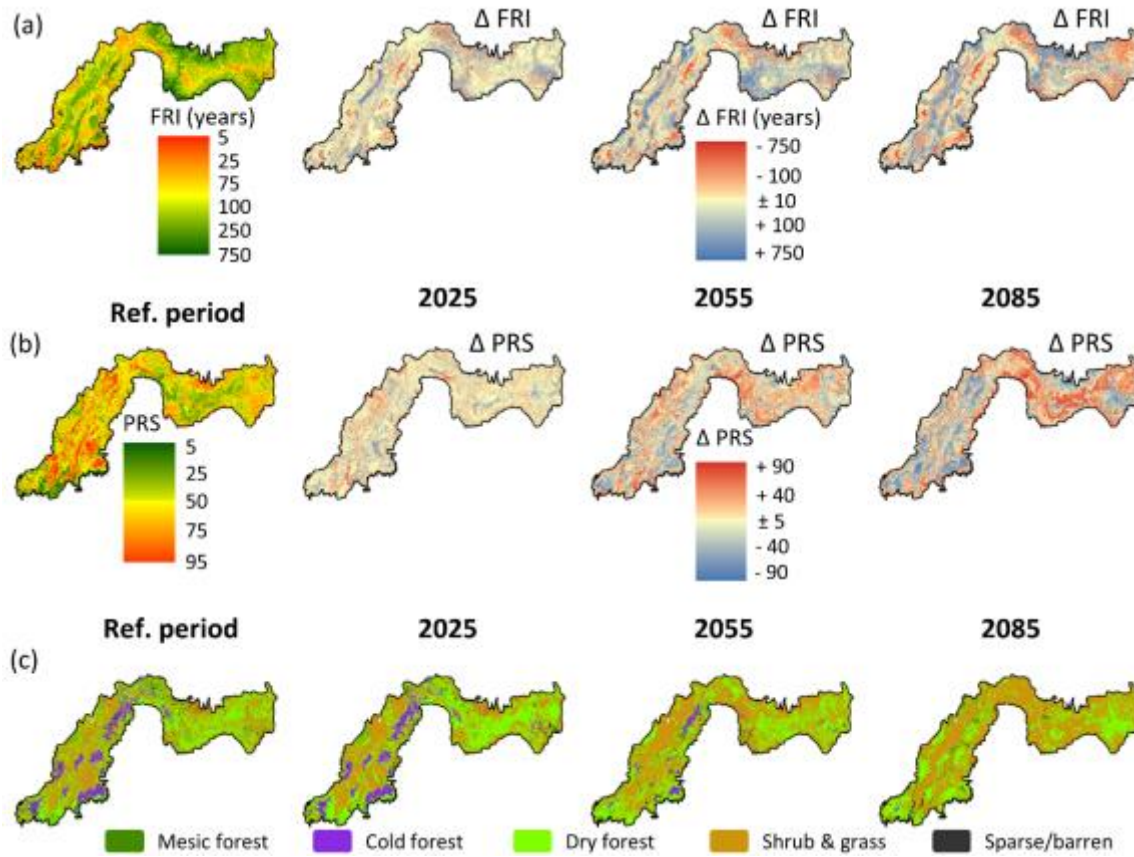 (a)
Δ FRI
Δ FRI
Δ FRI
FRI (years)
5
25
75
100
250
750
Δ FRI (years)
- 750
- 100
± 10
+ 100
+ 750
Ref. period
2025
2055
2085
(b)
Δ PRS
Δ PRS
Δ PRS
PRS
5
25
50
75
95
Δ PRS
+ 90
+ 40
± 5
- 40
- 90
Ref. period
2025
2055
2085
(c)
Mesic forest
Cold forest
Dry forest
Shrub & grass
Sparse/barren